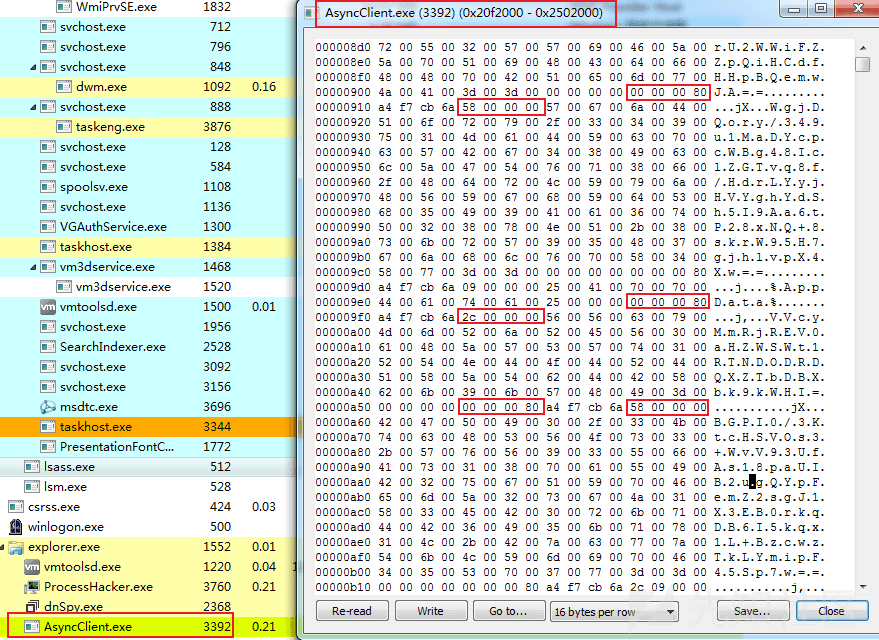 WmiPrvSE.exe 1832
svchost.exe 712
svchost.exe 796
svchost.exe 848
dwm.exe 1092 0.16
svchost.exe 888
taskeng.exe 3876
svchost.exe 128
svchost.exe 584
spoolsv.exe 1108
svchost.exe 1136
VGAuthService.exe 1300
taskhost.exe 1384
vm3dservice.exe 1468
vm3dservice.exe 1520
vmtoolsd.exe 1500 0.01
svchost.exe 1956
SearchIndexer.exe 2528
svchost.exe 3092
svchost.exe 3156
msdtc.exe 3696
taskhost.exe 3344
PresentationFontC... 1772
lsass.exe 512
lsm.exe 528
csrss.exe 424 0.03
winlogon.exe 500
explorer.exe 1552 0.01
vmtoolsd.exe 1220 0.04
ProcessHacker.exe 3760 0.21
dnSpy.exe 2368
AsyncClient.exe 3392 0.21
AsyncClient.exe (3392) (0x20f2000 - 0x2502000)
000008d0 72 00 55 00 32 00 57 00 57 00 69 00 46 00 5a 00 r.U.2.W.W.i.F.Z.
000008e0 5a 00 70 00 51 00 69 00 48 00 43 00 64 00 66 00 Z.p.Q.i.H.C.d.f.
000008f0 48 00 48 00 70 00 42 00 51 00 65 00 6d 00 77 00 H.H.p.B.Q.e.m.w.
00000900 4a 00 41 00 3d 00 3d 00 00 00 00 00 00 00 00 80 J.A.=.=.........
00000910 a4 f7 cb 6a 58 00 00 00 57 00 67 00 6a 00 44 00 ...jX...W.g.j.D.
00000920 51 00 6f 00 72 00 79 00 2f 00 33 00 34 00 39 00 Q.o.r.y./.3.4.9.
00000930 75 00 31 00 4d 00 61 00 44 00 59 00 63 00 70 00 u.1.M.a.D.Y.c.p.
00000940 63 00 57 00 42 00 67 00 34 00 38 00 49 00 63 00 c.W.B.g.4.8.I.c.
00000950 6c 00 5a 00 47 00 54 00 76 00 71 00 38 00 66 00 l.Z.G.T.v.q.8.f.
00000960 2f 00 48 00 64 00 72 00 4c 00 59 00 79 00 6a 00 /.H.d.r.L.Y.y.j.
00000970 48 00 56 00 59 00 67 00 68 00 59 00 64 00 53 00 H.V.Y.g.h.Y.d.S.
00000980 68 00 35 00 49 00 39 00 41 00 61 00 36 00 74 00 h.5.I.9.A.a.6.t.
00000990 50 00 32 00 38 00 78 00 4e 00 51 00 2b 00 38 00 P.2.8.x.N.Q.+.8.
000009a0 73 00 6b 00 72 00 57 00 39 00 35 00 48 00 37 00 s.k.r.W.9.5.H.7.
000009b0 67 00 6a 00 68 00 6c 00 76 00 70 00 58 00 34 00 g.j.h.l.v.p.X.4.
000009c0 58 00 77 00 3d 00 3d 00 00 00 00 00 00 00 00 80 X.w.=.=.........
000009d0 a4 f7 cb 6a 09 00 00 00 25 00 41 00 70 00 70 00 ...j....%.A.p.p.
000009e0 44 00 61 00 74 00 61 00 25 00 00 00 00 00 00 80 D.a.t.a.%.......
000009f0 a4 f7 cb 6a 2c 00 00 00 56 00 56 00 63 00 79 00 ...j,...V.V.c.y.
00000a00 4d 00 6d 00 52 00 6a 00 52 00 45 00 56 00 30 00 M.m.R.j.R.E.V.0.
00000a10 61 00 48 00 5a 00 57 00 53 00 57 00 74 00 31 00 a.H.Z.W.S.W.t.1.
00000a20 52 00 54 00 4e 00 44 00 4f 00 44 00 52 00 44 00 R.T.N.D.O.D.R.D.
00000a30 51 00 58 00 5a 00 54 00 62 00 44 00 42 00 58 00 Q.X.Z.T.b.D.B.X.
00000a40 62 00 6b 00 39 00 6b 00 57 00 48 00 49 00 3d 00 b.k.9.k.W.H.I.=.
00000a50 00 00 00 00 00 00 00 80 a4 f7 cb 6a 58 00 00 00 ...........jX...
00000a60 42 00 47 00 50 00 49 00 30 00 2f 00 33 00 4b 00 B.G.P.I.0./.3.K.
00000a70 74 00 63 00 48 00 53 00 56 00 4f 00 73 00 33 00 t.c.H.S.V.O.s.3.
00000a80 2b 00 57 00 76 00 56 00 39 00 33 00 55 00 66 00 +.W.v.V.9.3.U.f.
00000a90 41 00 73 00 31 00 38 00 70 00 61 00 55 00 49 00 A.s.1.8.p.a.U.I.
00000aa0 42 00 32 00 75 00 67 00 51 00 59 00 70 00 46 00 B.2.u.g.Q.Y.p.F.
00000ab0 65 00 6d 00 5a 00 32 00 73 00 67 00 4a 00 31 00 e.m.Z.2.s.g.J.1.
00000ac0 58 00 33 00 45 00 42 00 30 00 72 00 6b 00 71 00 X.3.E.B.0.r.k.q.
00000ad0 44 00 42 00 36 00 49 00 35 00 6b 00 71 00 78 00 D.B.6.I.5.k.q.x.
00000ae0 31 00 4c 00 2b 00 42 00 7a 00 63 00 77 00 7a 00 1.L.+.B.z.c.w.z.
00000af0 54 00 6b 00 4c 00 59 00 6d 00 69 00 70 00 46 00 T.k.L.Y.m.i.p.F.
00000b00 34 00 35 00 53 00 70 00 37 00 77 00 3d 00 3d 00 4.5.S.p.7.w.=.=.
00000b10 00 00 00 00 00 00 00 80 a4 f7 cb 6a 2c 09 00 00 ...........j,...
Re-read Write Go to... 16 bytes per row Save... Close